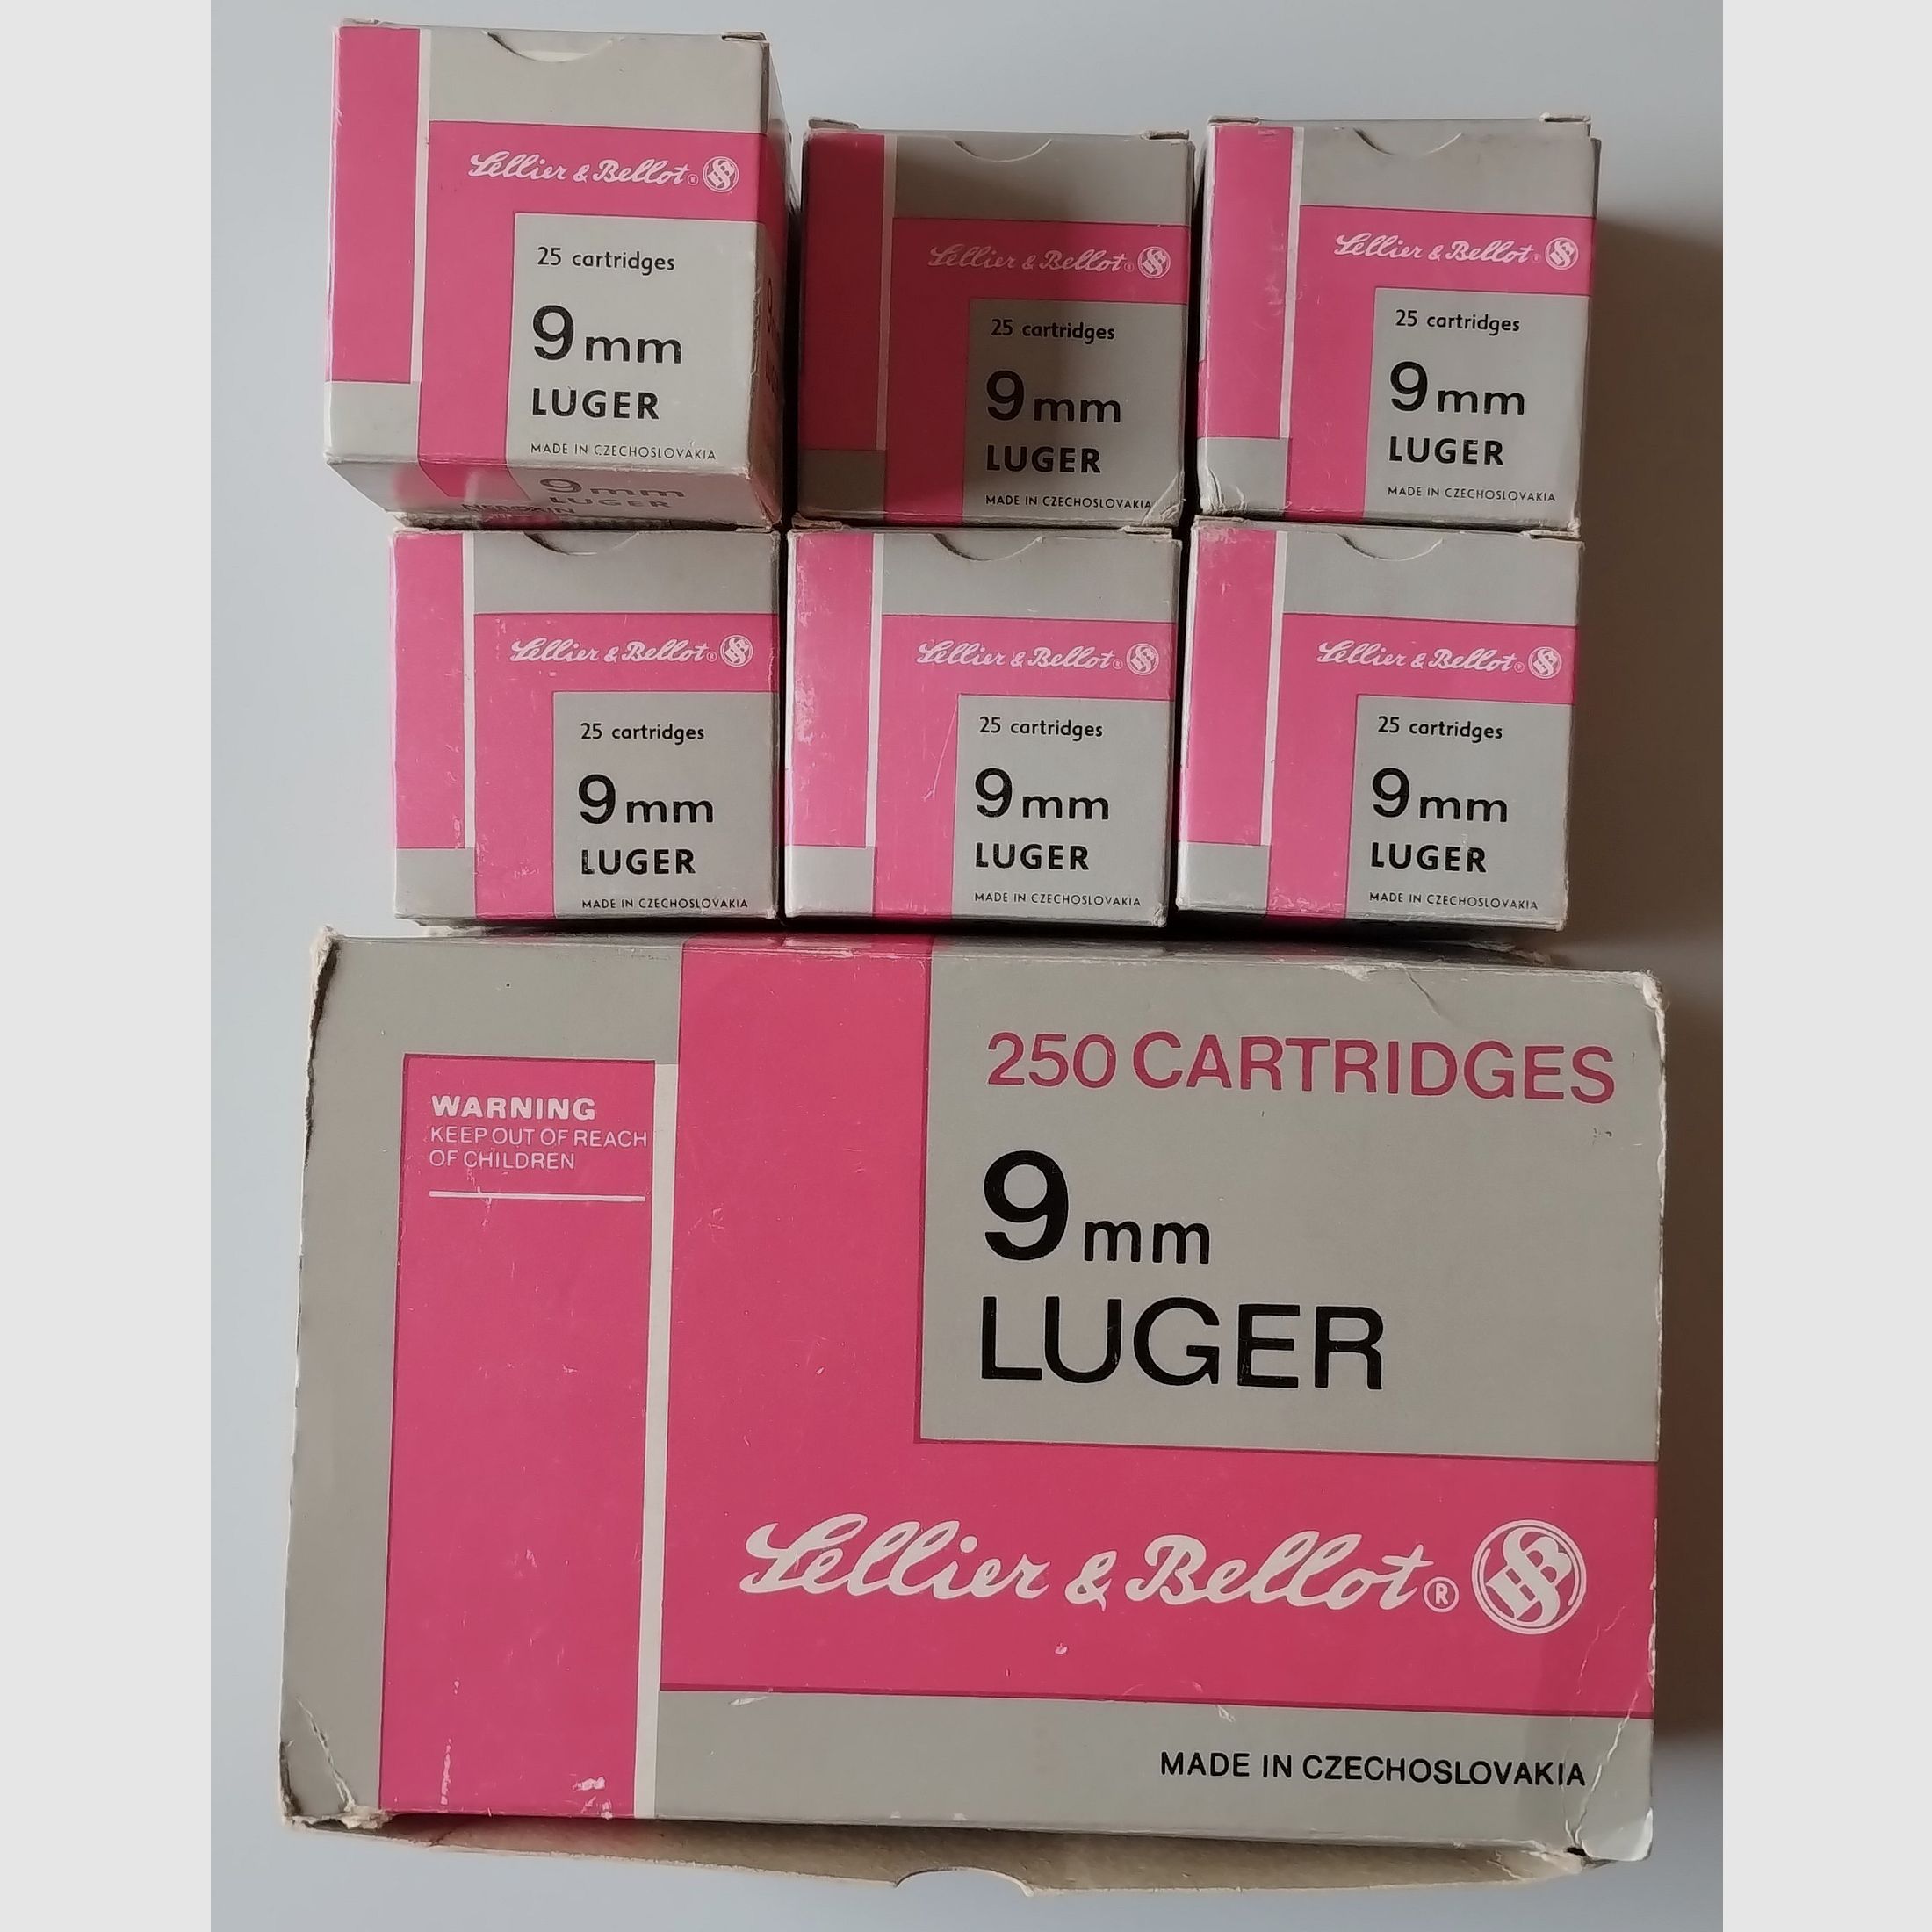 Sellier & Bellot®
25 cartridges
9mm
LUGER
MADE IN CZECHOSLOVAKIA
9mm
LUGER
NEROXIN
Sellier & Bellot®
25 cartridges
9mm
LUGER
MADE IN CZECHOSLOVAKIA
Sellier & Bellot®
25 cartridges
9mm
LUGER
MADE IN CZECHOSLOVAKIA
Sellier & Bellot®
25 cartridges
9mm
LUGER
MADE IN CZECHOSLOVAKIA
Sellier & Bellot®
25 cartridges
9mm
LUGER
MADE IN CZECHOSLOVAKIA
Sellier & Bellot®
25 cartridges
9mm
LUGER
MADE IN CZECHOSLOVAKIA
WARNING
KEEP OUT OF REACH
OF CHILDREN
250 CARTRIDGES
9mm
LUGER
Sellier & Bellot®
MADE IN CZECHOSLOVAKIA